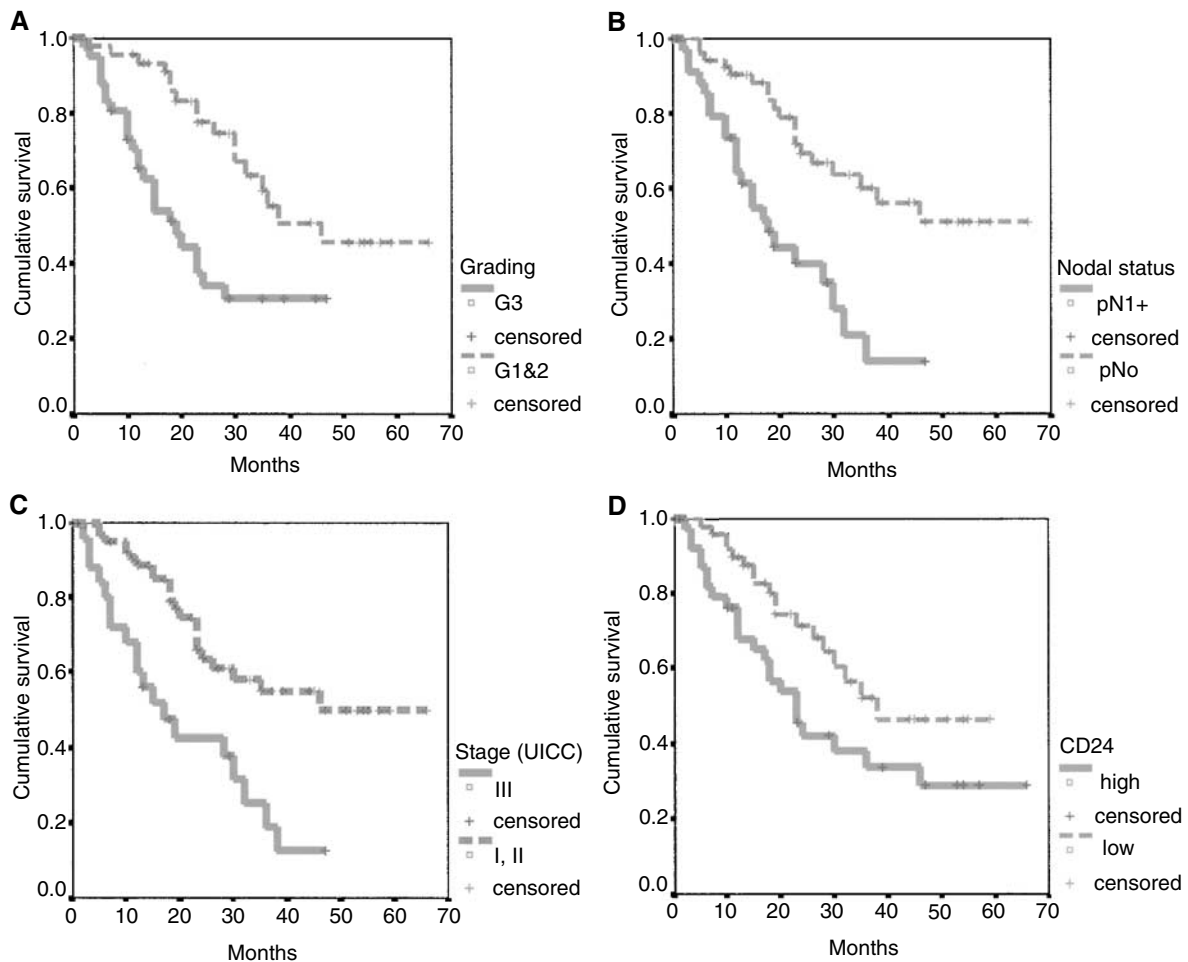 A
1.0
0.8
0.6
0.4
0.2
0.0
Cumulative survival
0 10 20 30 40 50 60 70
Months
Grading
G3
censored
G1&2
censored
B
1.0
0.8
0.6
0.4
0.2
0.0
Cumulative survival
0 10 20 30 40 50 60 70
Months
Nodal status
pN1+
censored
pNo
censored
C
1.0
0.8
0.6
0.4
0.2
0.0
Cumulative survival
0 10 20 30 40 50 60 70
Months
Stage (UICC)
III
censored
I, II
censored
D
1.0
0.8
0.6
0.4
0.2
0.0
Cumulative survival
0 10 20 30 40 50 60 70
Months
CD24
high
censored
low
censored